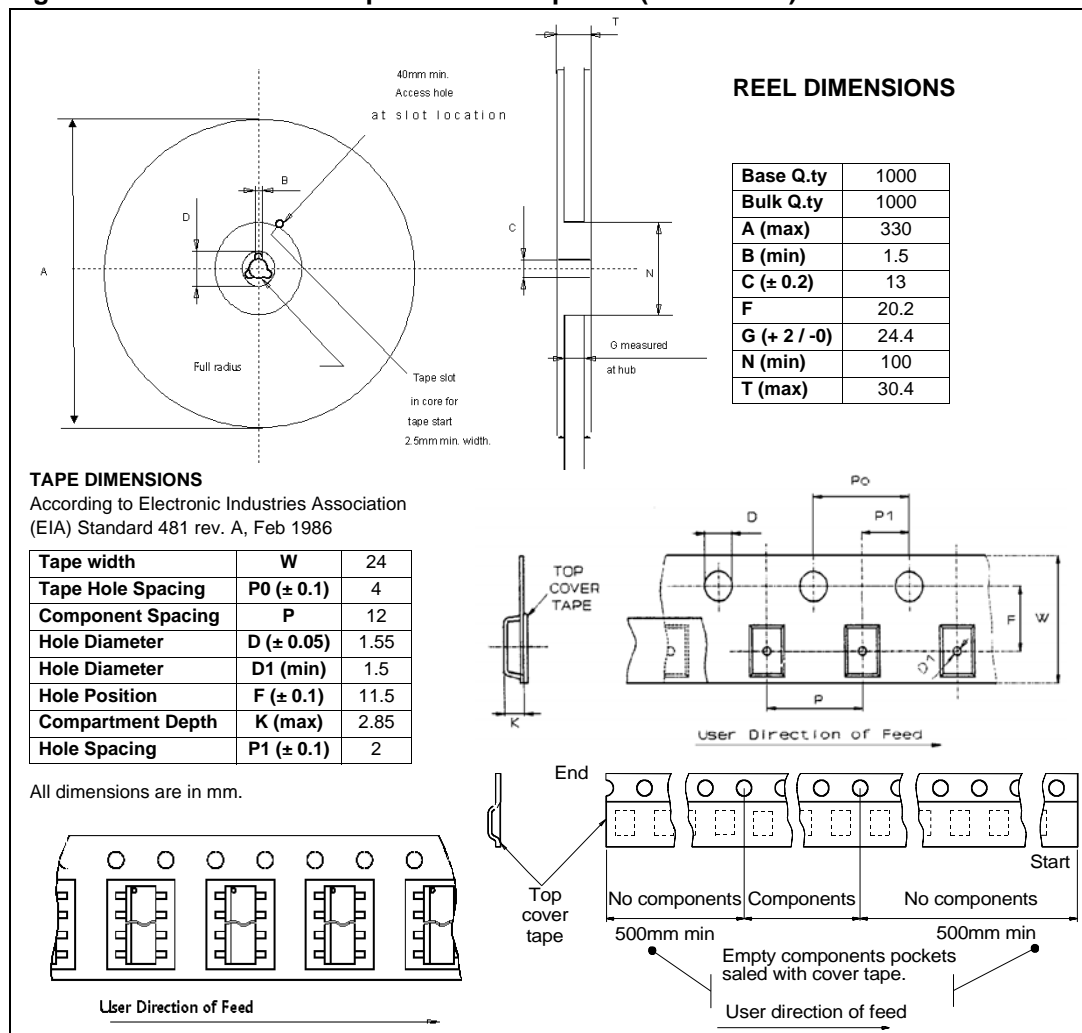 T
40mm min.
Access hole
at slot location
B
D
C
A
N
G measured
at hub
Full radius
Tape slot
in core for
tape start
2.5mm min. width.
REEL DIMENSIONS
Base Q.ty 1000
Bulk Q.ty 1000
A (max) 330
B (min) 1.5
C (± 0.2) 13
F 20.2
G (+ 2 / -0) 24.4
N (min) 100
T (max) 30.4
TAPE DIMENSIONS
According to Electronic Industries Association
(EIA) Standard 481 rev. A, Feb 1986
Tape width W 24
Tape Hole Spacing P0 (± 0.1) 4
Component Spacing P 12
Hole Diameter D (± 0.05) 1.55
Hole Diameter D1 (min) 1.5
Hole Position F (± 0.1) 11.5
Compartment Depth K (max) 2.85
Hole Spacing P1 (± 0.1) 2
All dimensions are in mm.
Po
D
P1
TOP
COVER
TAPE
F
W
D1
P
K
User Direction of Feed
End
Start
Top
cover
tape
No components
Components
No components
500mm min
500mm min
Empty components pockets
saled with cover tape.
User direction of feed
User Direction of Feed